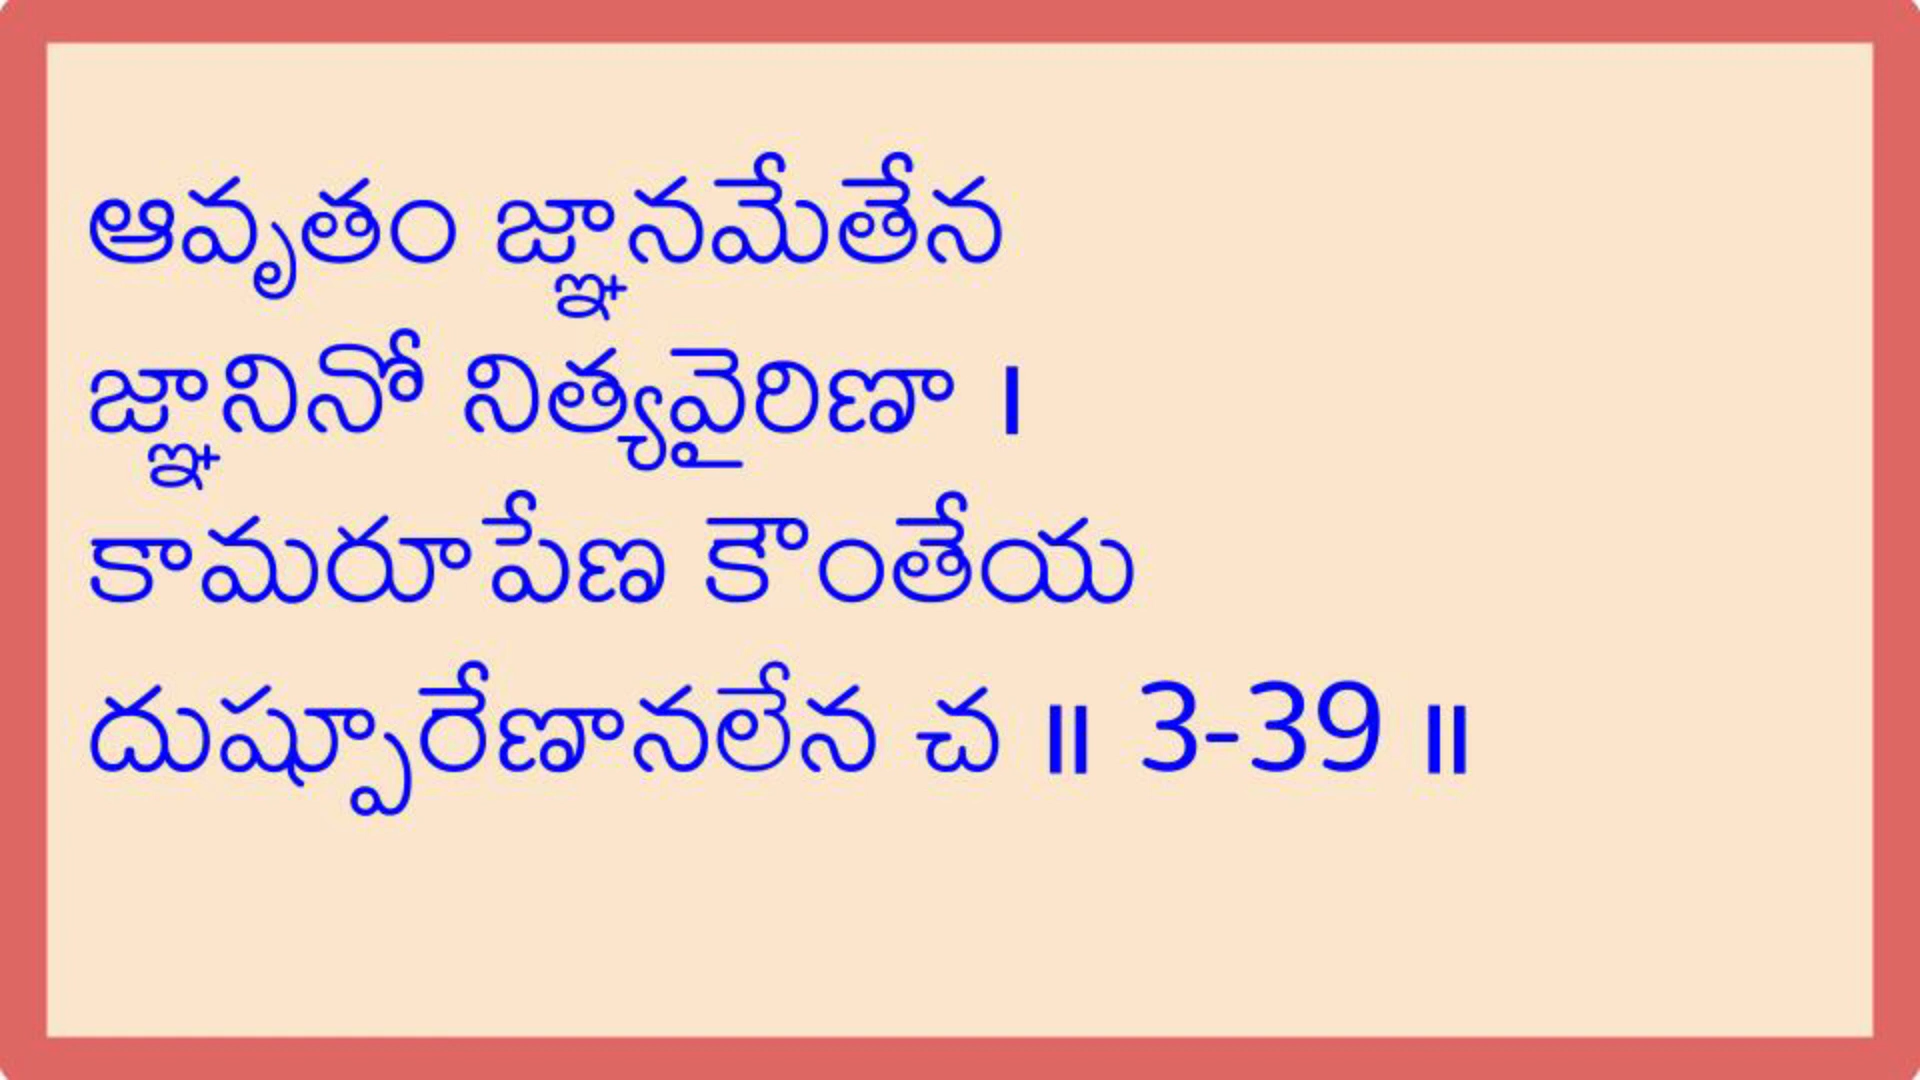 ఆవృతం జ్ఞానమేతేన
జ్ఞానినో నిత్యవైరిణా ।
కామరూపేణ కౌంతేయ
దుష్పూరేణానలేన చ ॥ 3-39 ॥